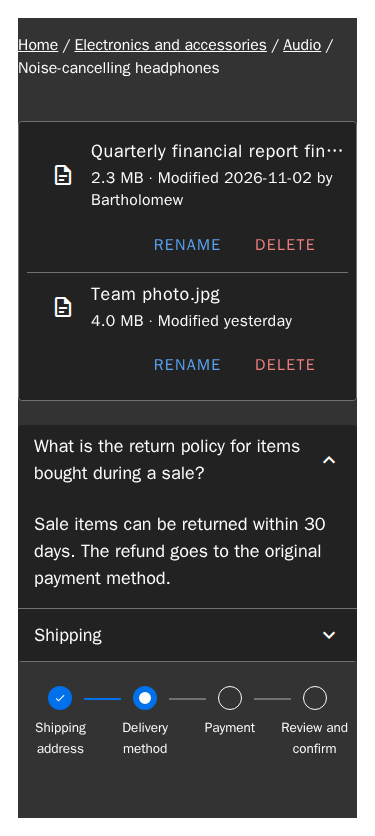 Home / Electronics and accessories / Audio /
Noise-cancelling headphones
Quarterly financial report fin…
2.3 MB · Modified 2026-11-02 by
Bartholomew
RENAME DELETE
Team photo.jpg
4.0 MB · Modified yesterday
RENAME DELETE
What is the return policy for items
bought during a sale?
Sale items can be returned within 30
days. The refund goes to the original
payment method.
Shipping
Shipping address
Delivery method
Payment
Review and confirm